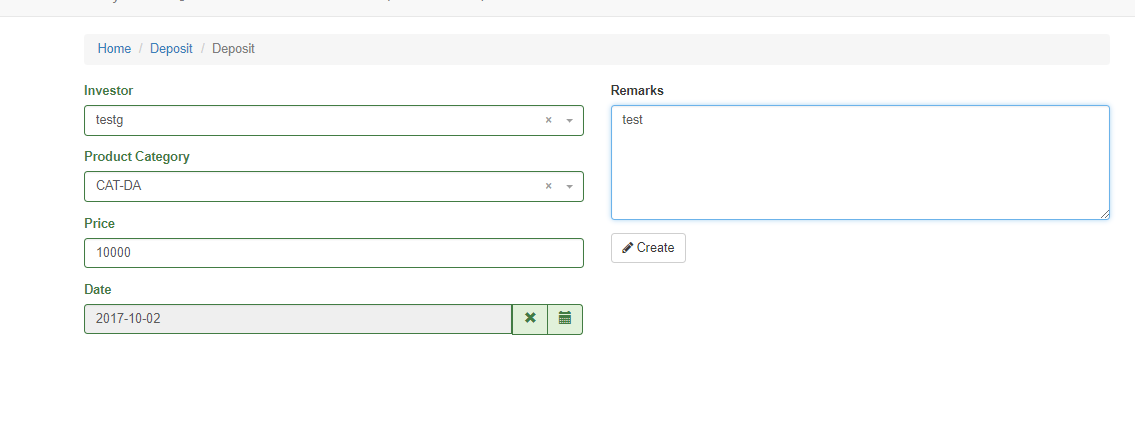 Home / Deposit / Deposit
Investor
testg
Product Category
CAT-DA
Price
10000
Date
2017-10-02
Remarks
test
Create